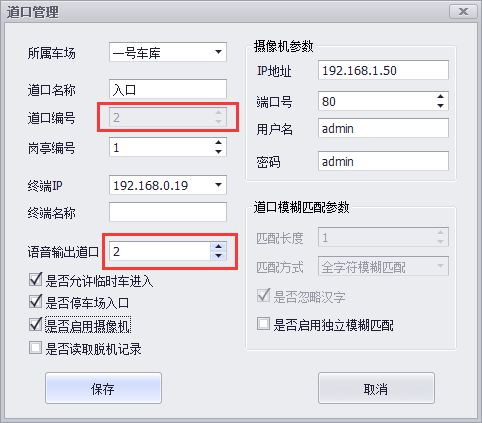 道口管理
所属车场 一号车库
道口名称 入口
道口编号 2
岗亭编号 1
终端IP 192.168.0.19
终端名称
语音输出道口 2
是否允许临时车进入
是否停车场入口
是否启用摄像机
是否读取脱机记录
摄像机参数
IP地址 192.168.1.50
端口号 80
用户名 admin
密码 admin
道口模糊匹配参数
匹配长度 1
匹配方式 全字符模糊匹配
是否忽略汉字
是否启用独立模糊匹配
保存
取消